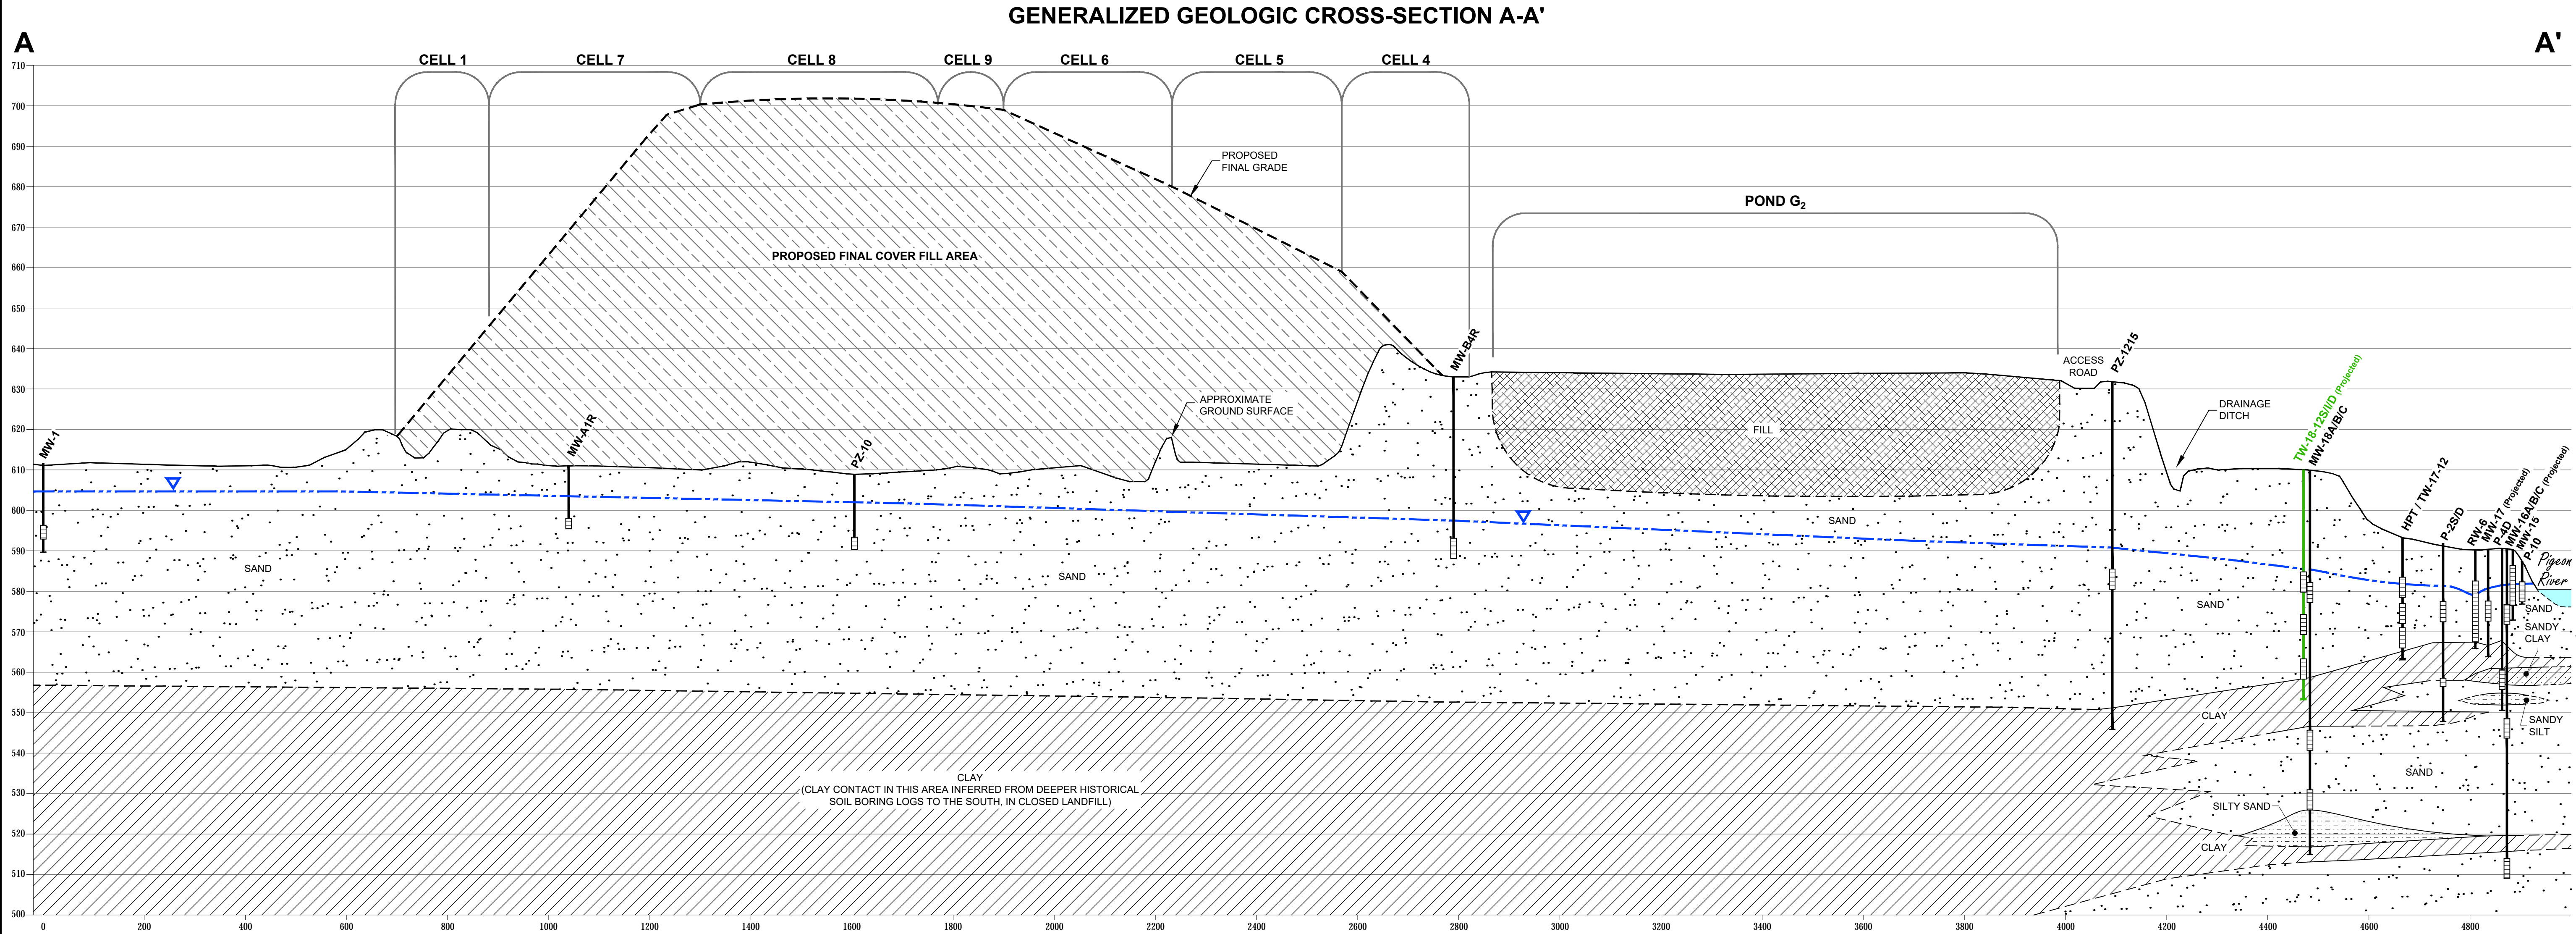 GENERALIZED GEOLOGIC CROSS-SECTION A-A'
A
A'
CELL 1
CELL 7
CELL 8
CELL 9
CELL 6
CELL 5
CELL 4
710
700
690
680
670
660
650
640
630
620
610
600
590
580
570
560
550
540
530
520
510
500
PROPOSED
FINAL GRADE
POND G2
PROPOSED FINAL COVER FILL AREA
APPROXIMATE
GROUND SURFACE
FILL
ACCESS
ROAD
DRAINAGE
DITCH
MW-1
MW-A1R
PZ-10
MW-B4R
PZ-1215
TW-18-12S/I/D (Projected)
MW-18A/B/C
HPT / TW-17-12
P-2S/D
RW-6
MW-17 (Projected)
P-4D
MW-16A/B/C (Projected)
MW-15
P-10
Pigeon
River
SAND
SAND
SAND
SAND
SAND
SANDY
CLAY
CLAY
SANDY
SILT
SAND
SILTY SAND
CLAY
CLAY
(CLAY CONTACT IN THIS AREA INFERRED FROM DEEPER HISTORICAL
SOIL BORING LOGS TO THE SOUTH, IN CLOSED LANDFILL)
0
200
400
600
800
1000
1200
1400
1600
1800
2000
2200
2400
2600
2800
3000
3200
3400
3600
3800
4000
4200
4400
4600
4800